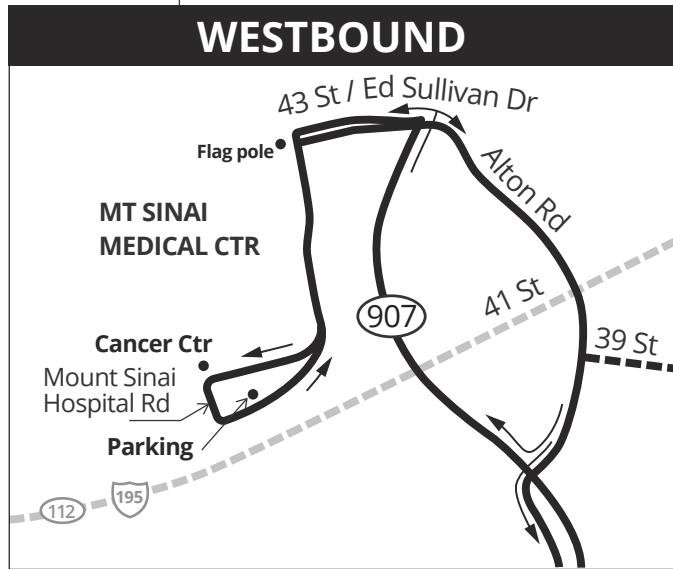 WESTBOUND
43 St / Ed Sullivan Dr
Flag pole
Alton Rd
MT SINAI
MEDICAL CTR
41 St
907
39 St
Cancer Ctr
Mount Sinai
Hospital Rd
Parking
195
112